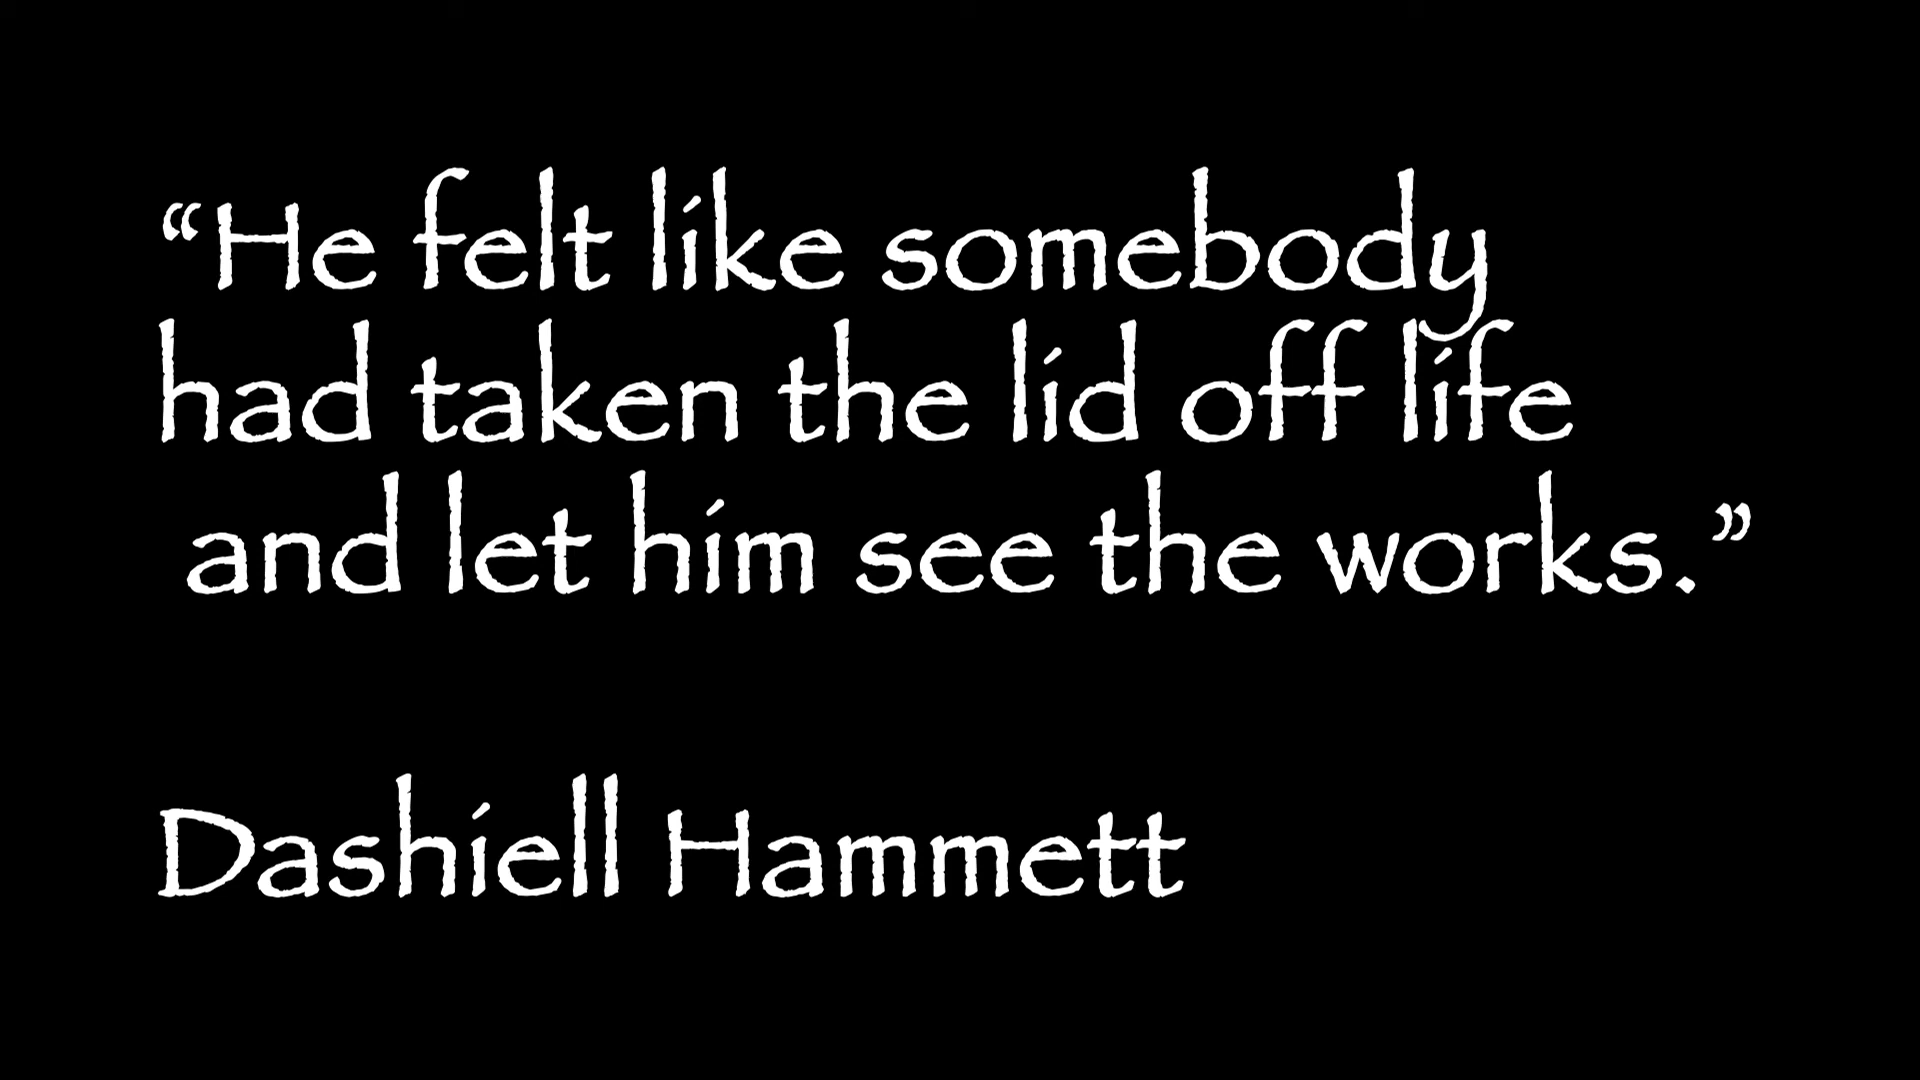 “He felt like somebody
had taken the lid off life
and let him see the works.”
Dashiell Hammett